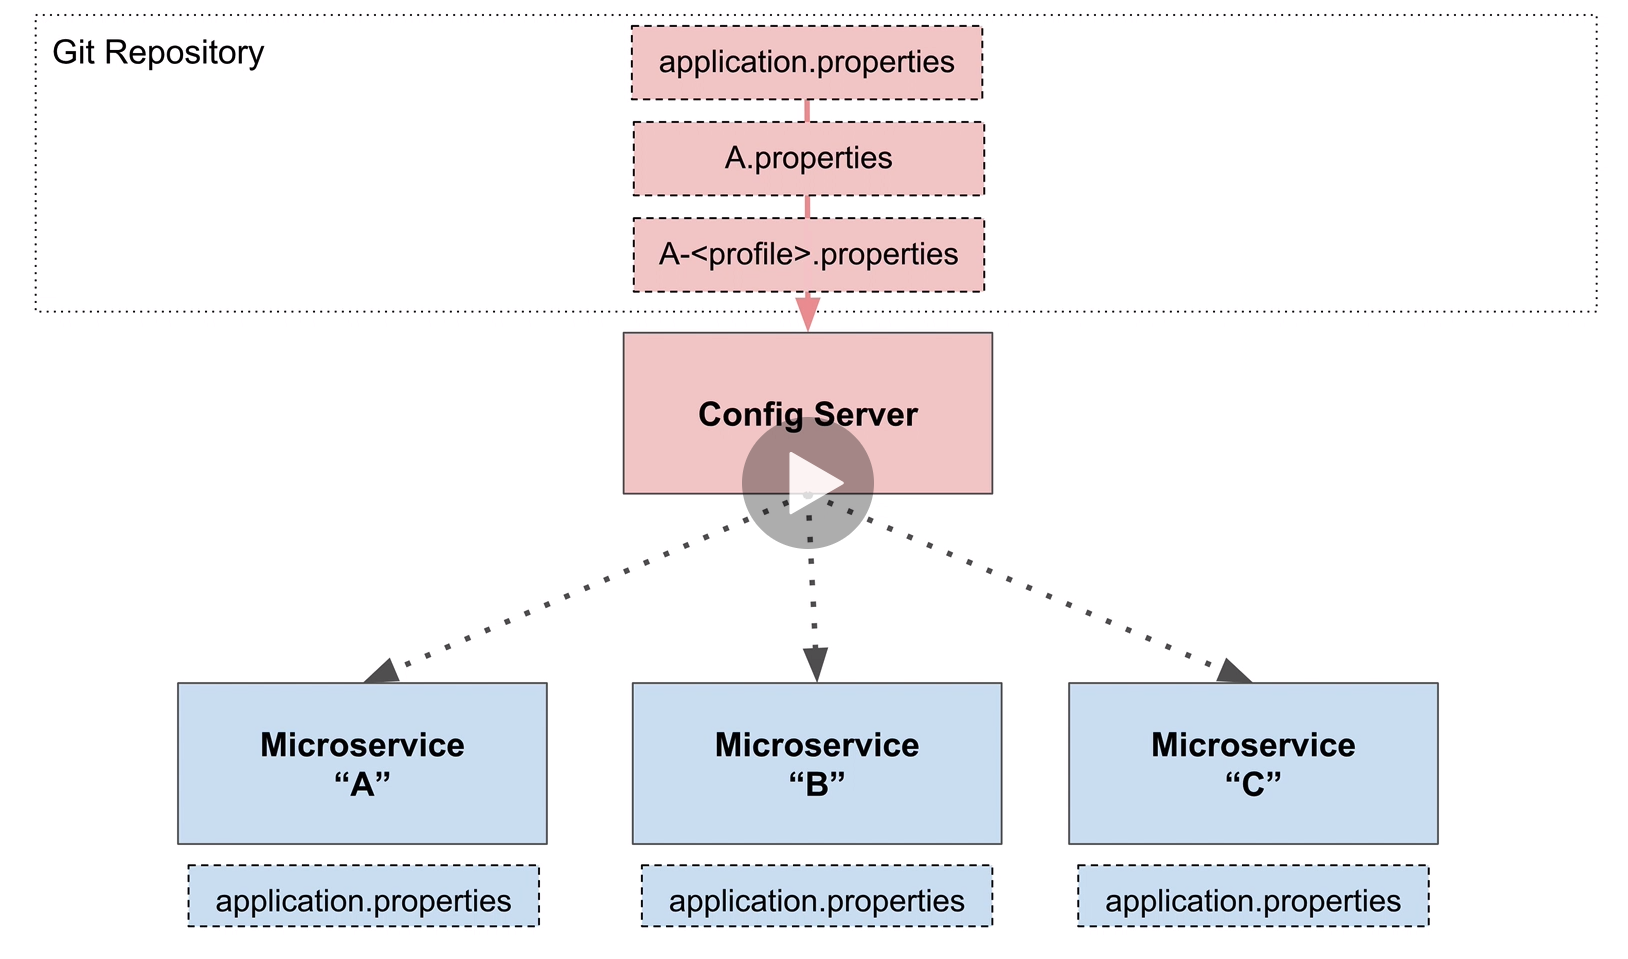 Git Repository
application.properties
A.properties
A-<profile>.properties
Config Server
Microservice
“A”
Microservice
“B”
Microservice
“C”
application.properties
application.properties
application.properties